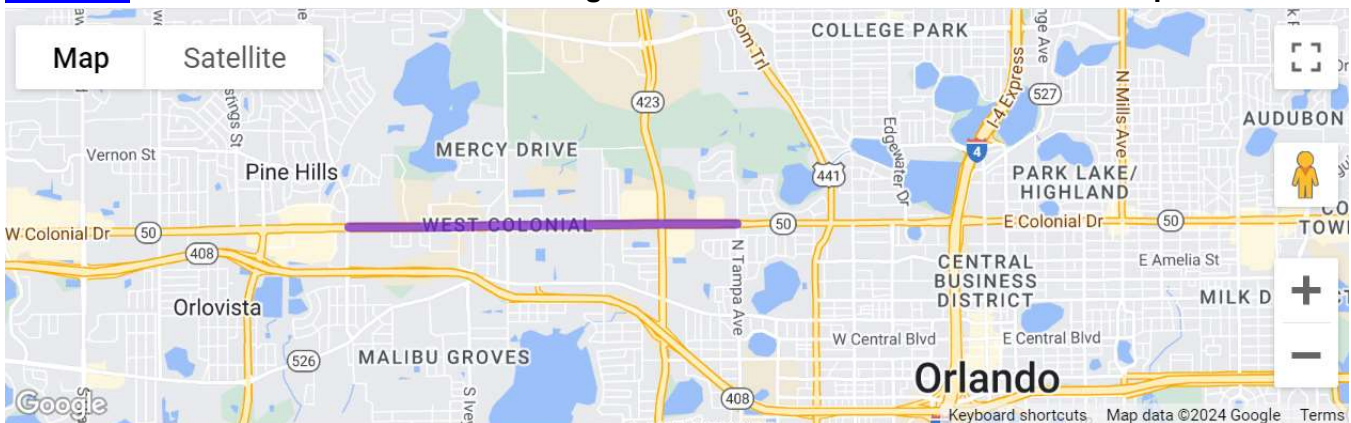 COLLEGE PARK
Map
Satellite
I-4 Express
527
N Mills Ave
423
AUDUBON
MERCY DRIVE
Vernon St
Pine Hills
Edgewater Dr
4
441
PARK LAKE/
HIGHLAND
WEST COLONIAL
W Colonial Dr
50
50
E Colonial Dr
50
408
N Tampa Ave
CENTRAL
BUSINESS
DISTRICT
E Amelia St
Orlovista
MILK D
W Central Blvd
E Central Blvd
526
MALIBU GROVES
Orlando
408
Google
Keyboard shortcuts
Map data ©2024 Google
Terms